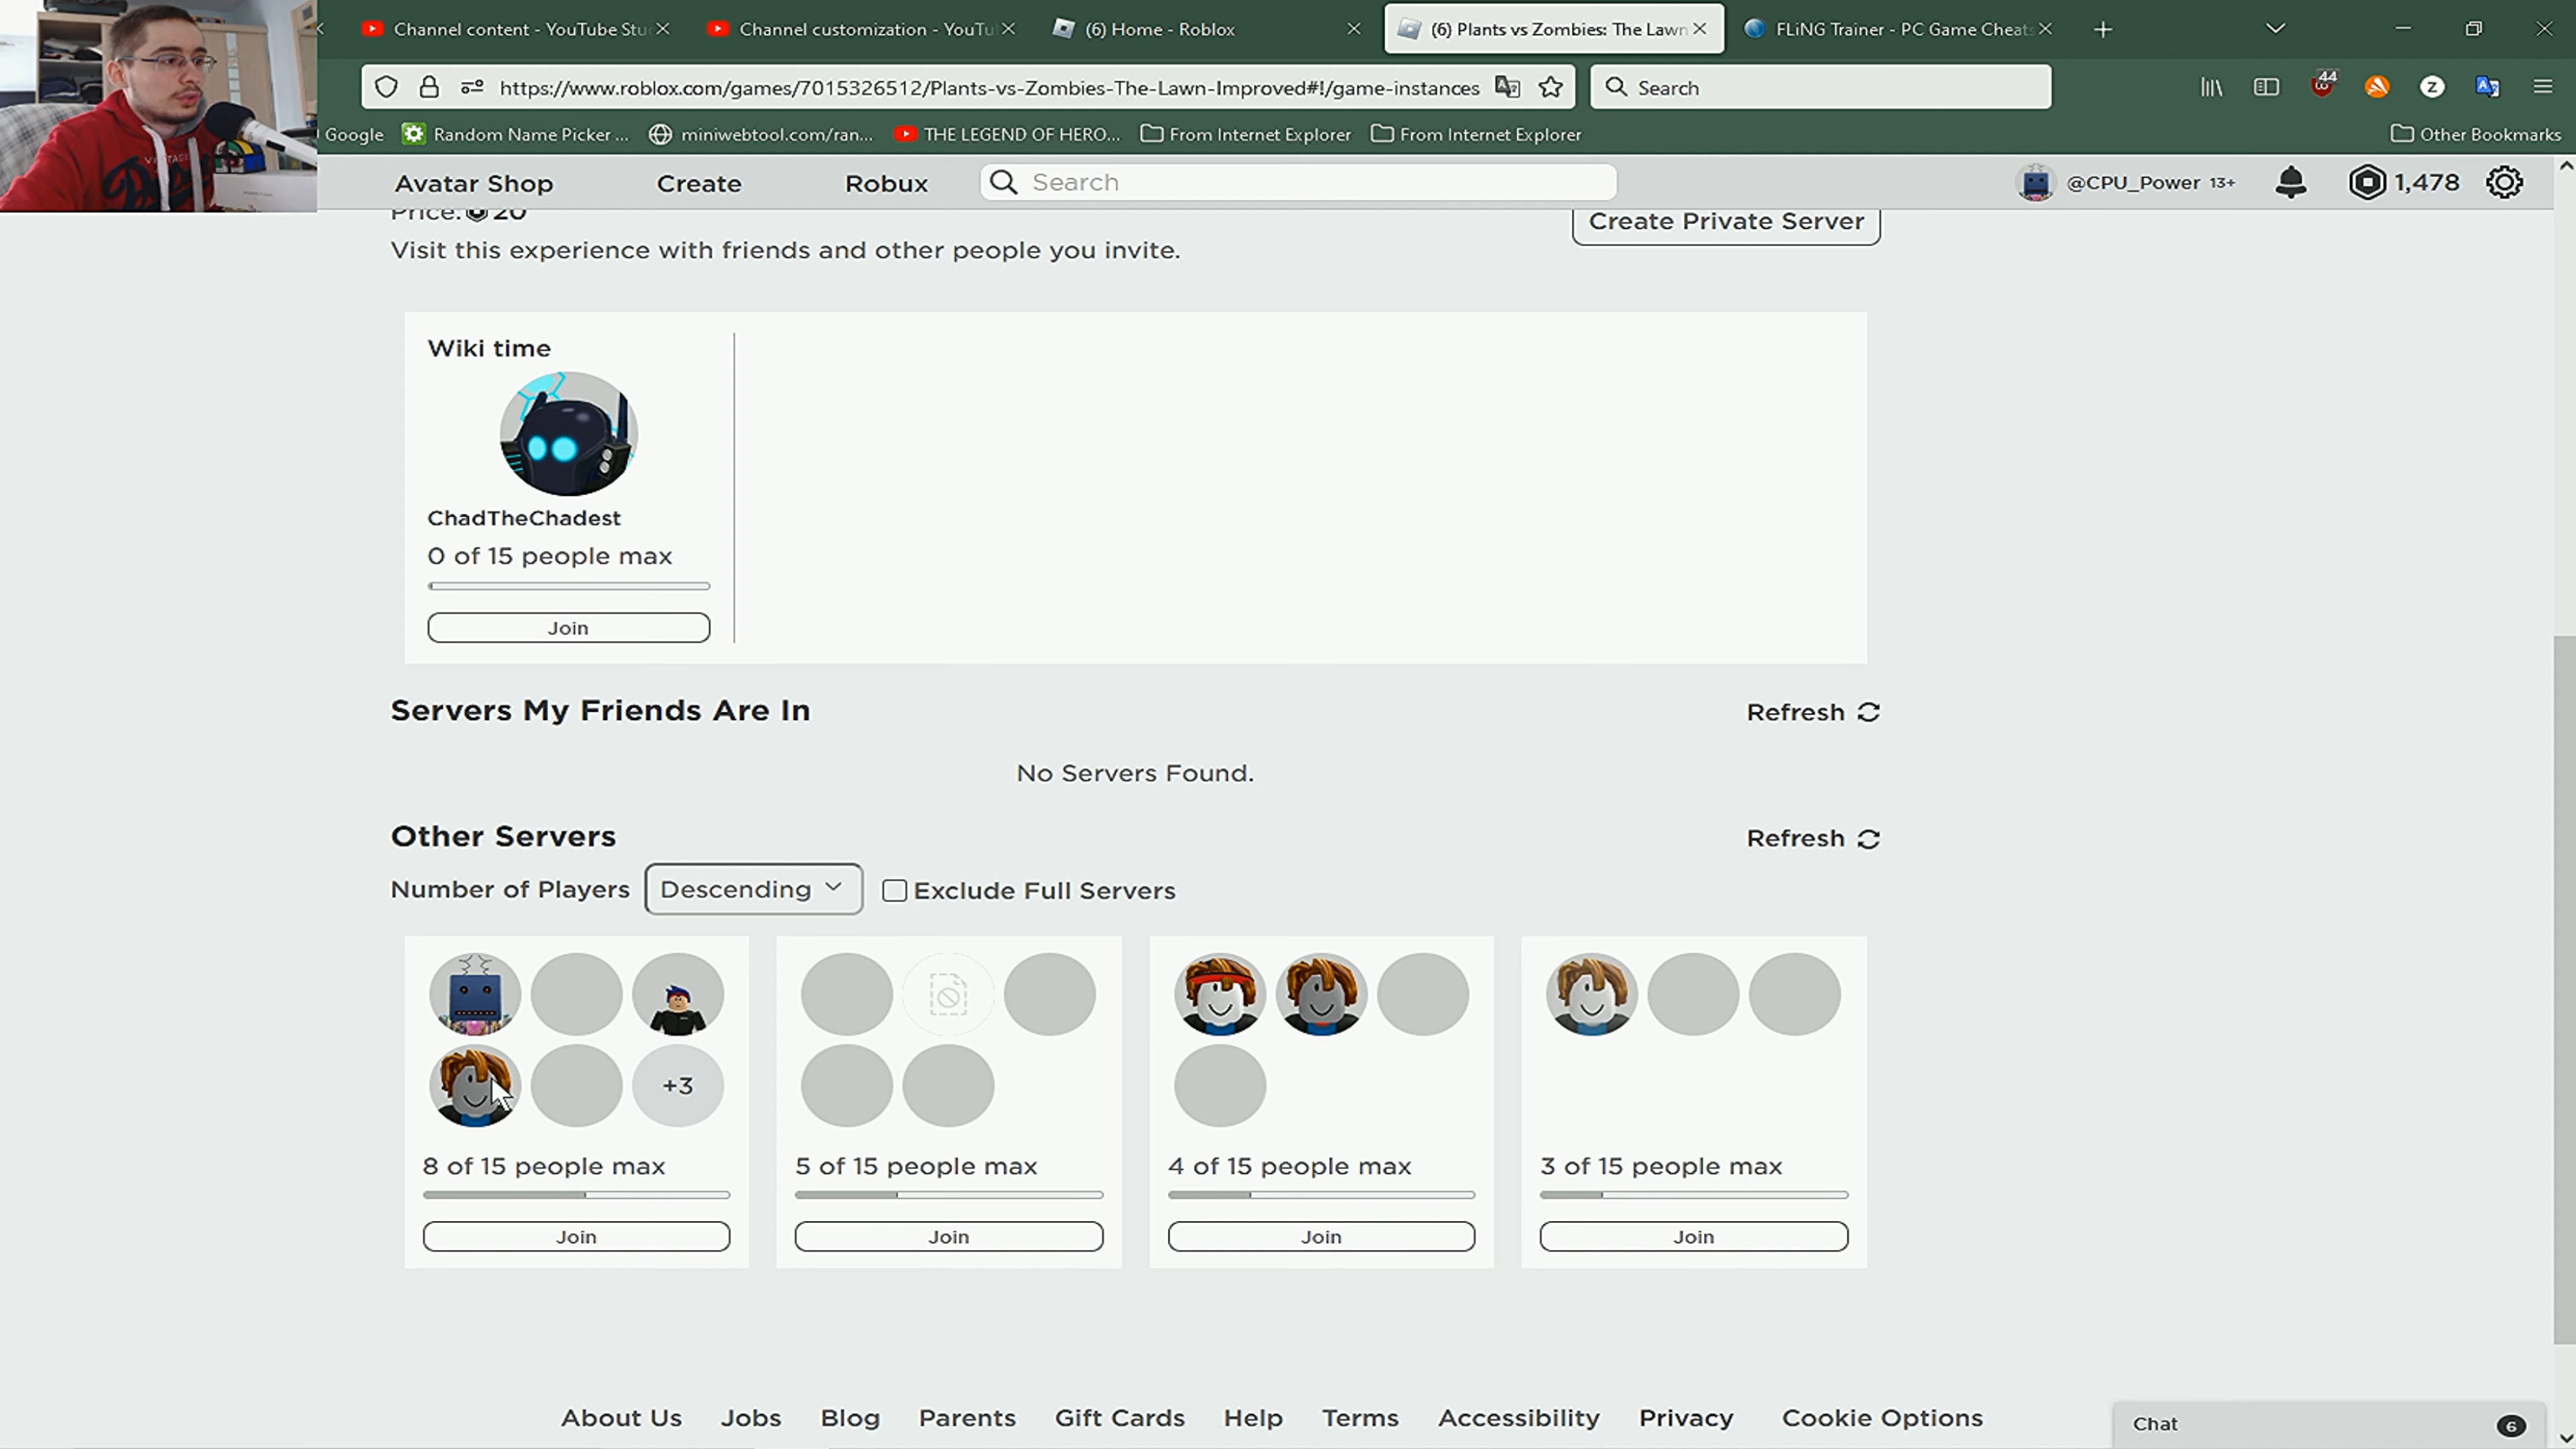 Channel content - YouTube Stu
Channel customization - YouTu
(6) Home - Roblox
(6) Plants vs Zombies: The Lawn
FLiNG Trainer - PC Game Cheats
https://www.roblox.com/games/7015326512/Plants-vs-Zombies-The-Lawn-Improved#!/game-instances
Search
44
Google
Random Name Picker ...
miniwebtool.com/ran...
THE LEGEND OF HERO...
From Internet Explorer
From Internet Explorer
Other Bookmarks
Avatar Shop
Create
Robux
Search
@CPU_Power 13+
1,478
Price: 20
Create Private Server
Visit this experience with friends and other people you invite.
Wiki time
ChadTheChadest
0 of 15 people max
Join
Servers My Friends Are In
Refresh
No Servers Found.
Other Servers
Refresh
Number of Players
Descending
Exclude Full Servers
+3
8 of 15 people max
5 of 15 people max
4 of 15 people max
3 of 15 people max
Join
Join
Join
Join
About Us
Jobs
Blog
Parents
Gift Cards
Help
Terms
Accessibility
Privacy
Cookie Options
Chat
6